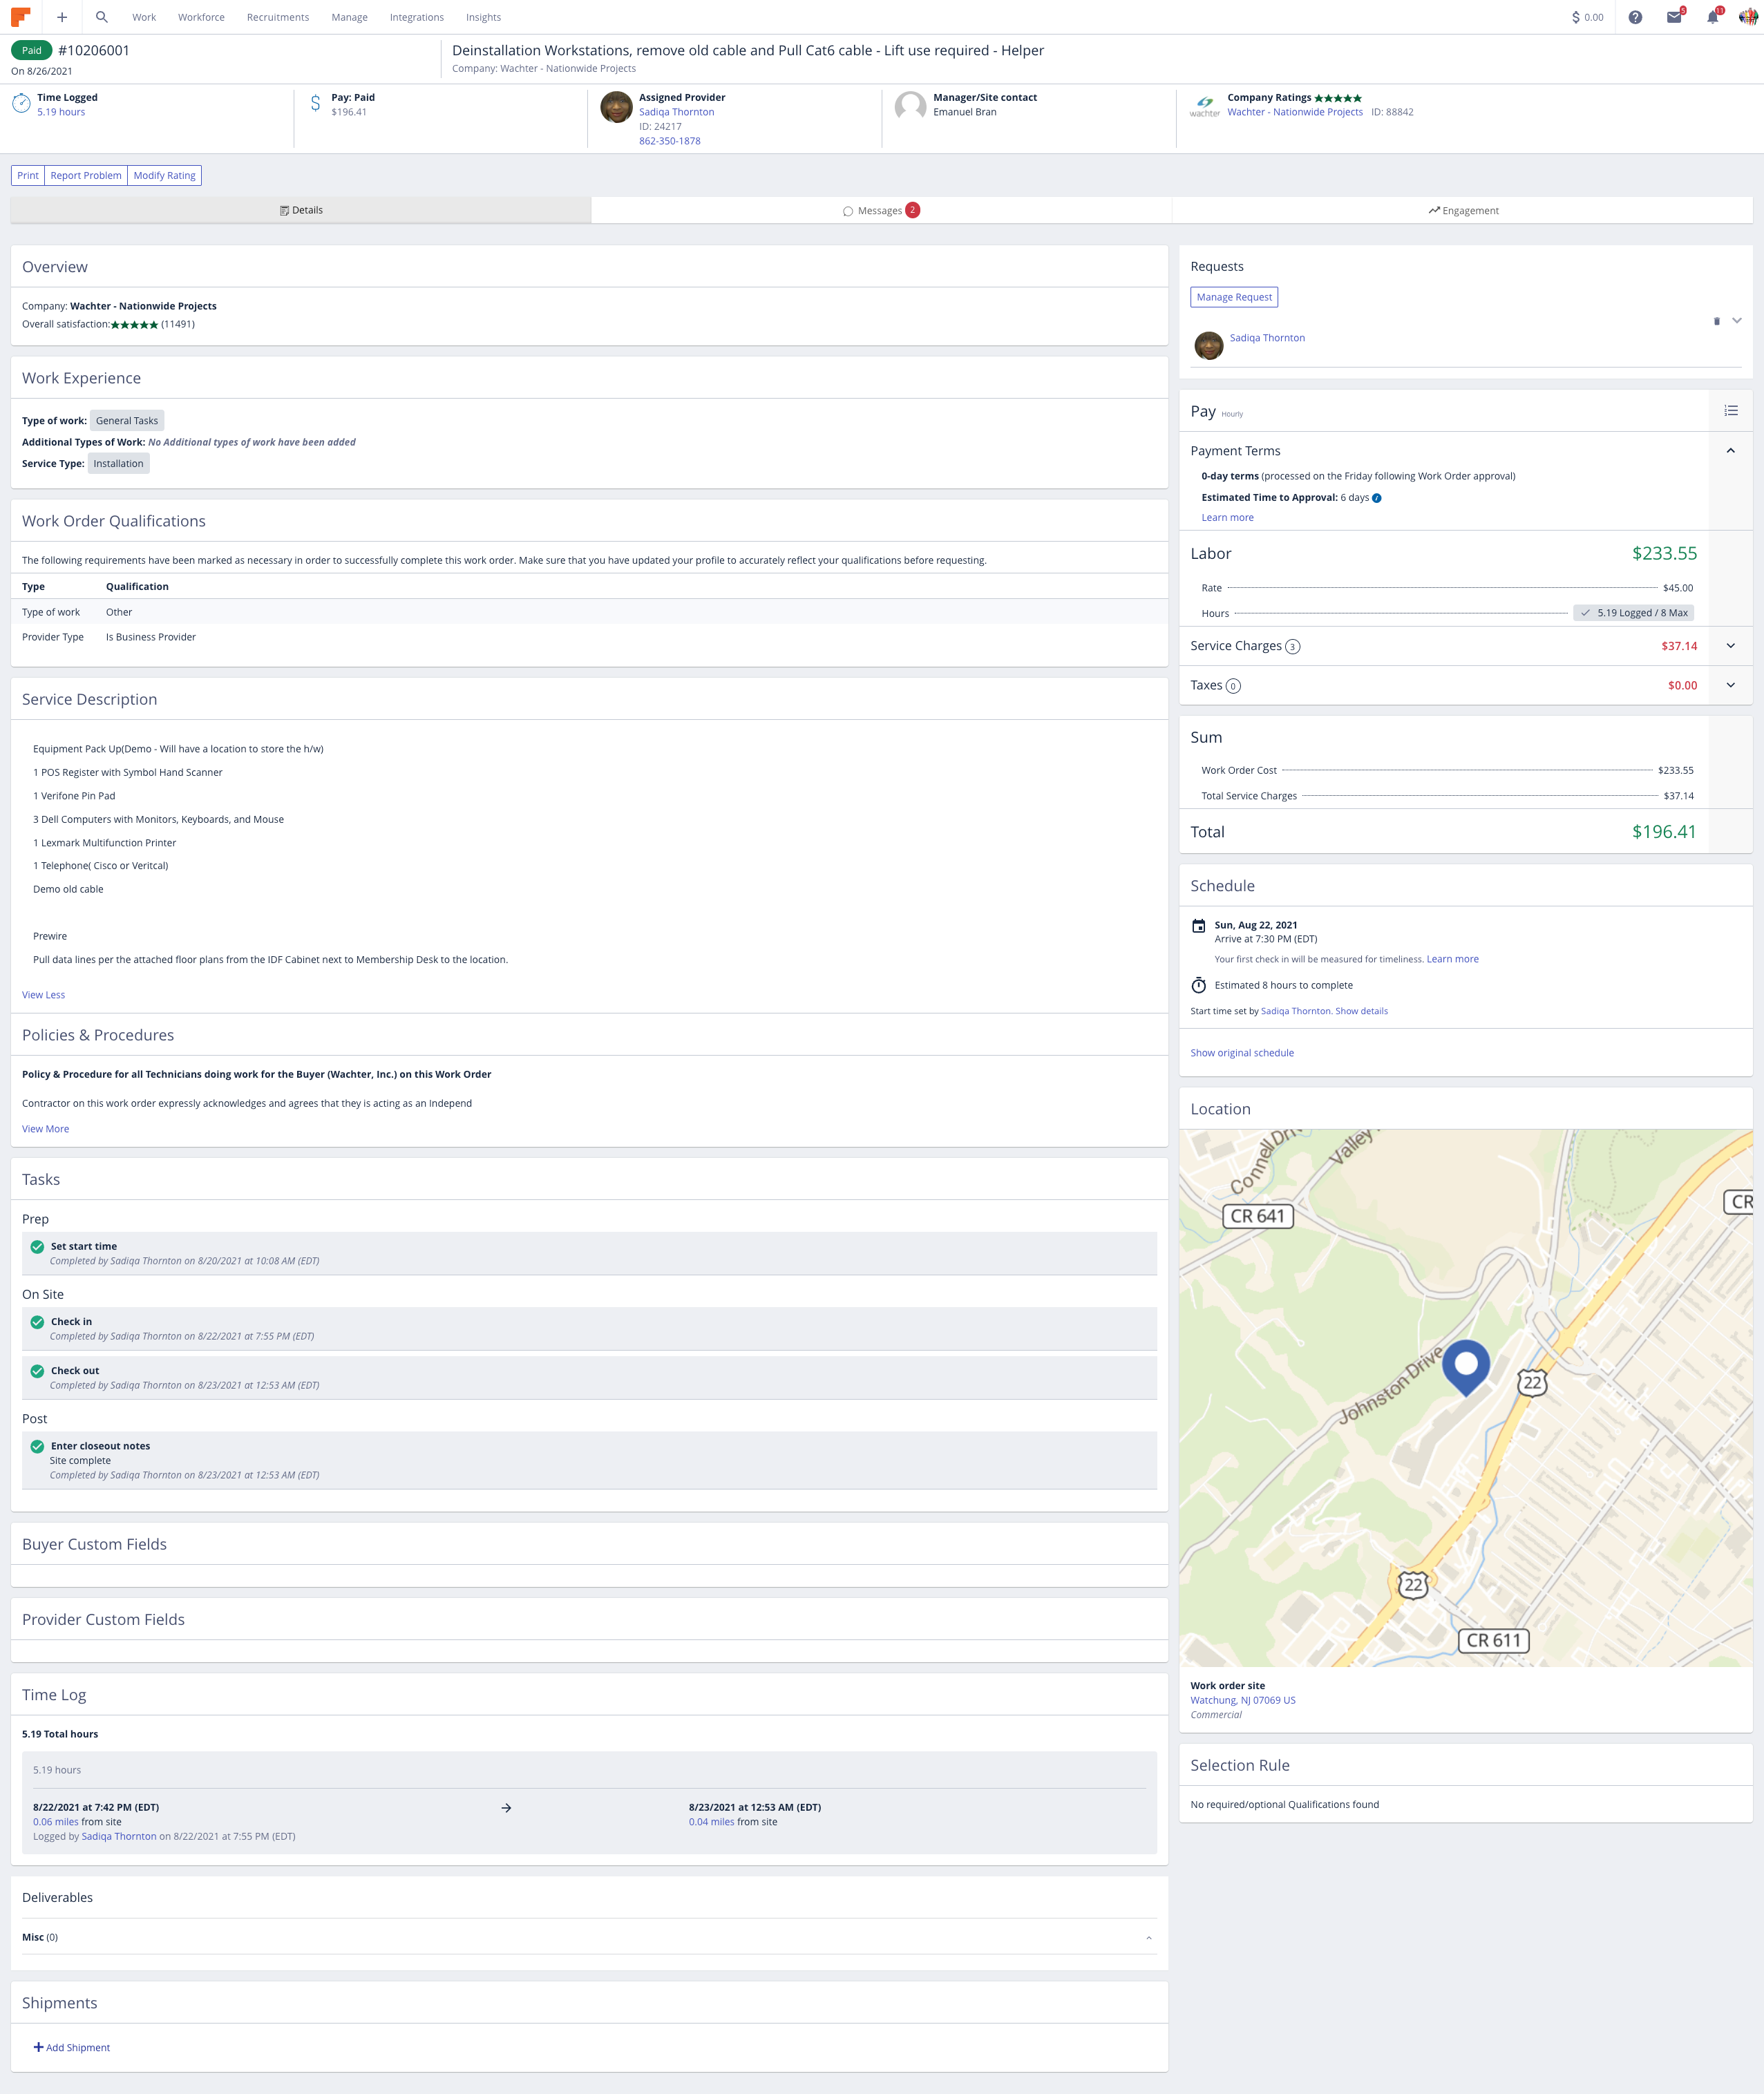 Work Workforce Recruitments Manage Integrations Insights $ 0.00 5 11
Paid #10206001
On 8/26/2021
Deinstallation Workstations, remove old cable and Pull Cat6 cable - Lift use required - Helper
Company: Wachter - Nationwide Projects
Time Logged
5.19 hours
Pay: Paid
$196.41
Assigned Provider
Sadiqa Thornton
ID: 24217
862-350-1878
Manager/Site contact
Emanuel Bran
wachter
Company Ratings
Wachter - Nationwide Projects ID: 88842
Print Report Problem Modify Rating
Details Messages 2 Engagement
Overview
Company: Wachter - Nationwide Projects
Overall satisfaction: (11491)
Work Experience
Type of work: General Tasks
Additional Types of Work: No Additional types of work have been added
Service Type: Installation
Work Order Qualifications
The following requirements have been marked as necessary in order to successfully complete this work order. Make sure that you have updated your profile to accurately reflect your qualifications before requesting.
Type Qualification
Type of work Other
Provider Type Is Business Provider
Service Description
Equipment Pack Up(Demo - Will have a location to store the h/w)
1 POS Register with Symbol Hand Scanner
1 Verifone Pin Pad
3 Dell Computers with Monitors, Keyboards, and Mouse
1 Lexmark Multifunction Printer
1 Telephone( Cisco or Veritcal)
Demo old cable
Prewire
Pull data lines per the attached floor plans from the IDF Cabinet next to Membership Desk to the location.
View Less
Policies & Procedures
Policy & Procedure for all Technicians doing work for the Buyer (Wachter, Inc.) on this Work Order
Contractor on this work order expressly acknowledges and agrees that they is acting as an Independ
View More
Tasks
Prep
Set start time
Completed by Sadiqa Thornton on 8/20/2021 at 10:08 AM (EDT)
On Site
Check in
Completed by Sadiqa Thornton on 8/22/2021 at 7:55 PM (EDT)
Check out
Completed by Sadiqa Thornton on 8/23/2021 at 12:53 AM (EDT)
Post
Enter closeout notes
Site complete
Completed by Sadiqa Thornton on 8/23/2021 at 12:53 AM (EDT)
Buyer Custom Fields
Provider Custom Fields
Time Log
5.19 Total hours
5.19 hours
8/22/2021 at 7:42 PM (EDT)
0.06 miles from site
Logged by Sadiqa Thornton on 8/22/2021 at 7:55 PM (EDT)
8/23/2021 at 12:53 AM (EDT)
0.04 miles from site
Deliverables
Misc (0)
Shipments
Add Shipment
Requests
Manage Request
Sadiqa Thornton
Pay Hourly
Payment Terms
0-day terms (processed on the Friday following Work Order approval)
Estimated Time to Approval: 6 days
Learn more
Labor $233.55
Rate $45.00
Hours 5.19 Logged / 8 Max
Service Charges 3 $37.14
Taxes 0 $0.00
Sum
Work Order Cost $233.55
Total Service Charges $37.14
Total $196.41
Schedule
Sun, Aug 22, 2021
Arrive at 7:30 PM (EDT)
Your first check in will be measured for timeliness. Learn more
Estimated 8 hours to complete
Start time set by Sadiqa Thornton. Show details
Show original schedule
Location
Connell Dri
Valley
CR 641
CR
Johnston Drive
22
22
CR 611
Work order site
Watchung, NJ 07069 US
Commercial
Selection Rule
No required/optional Qualifications found